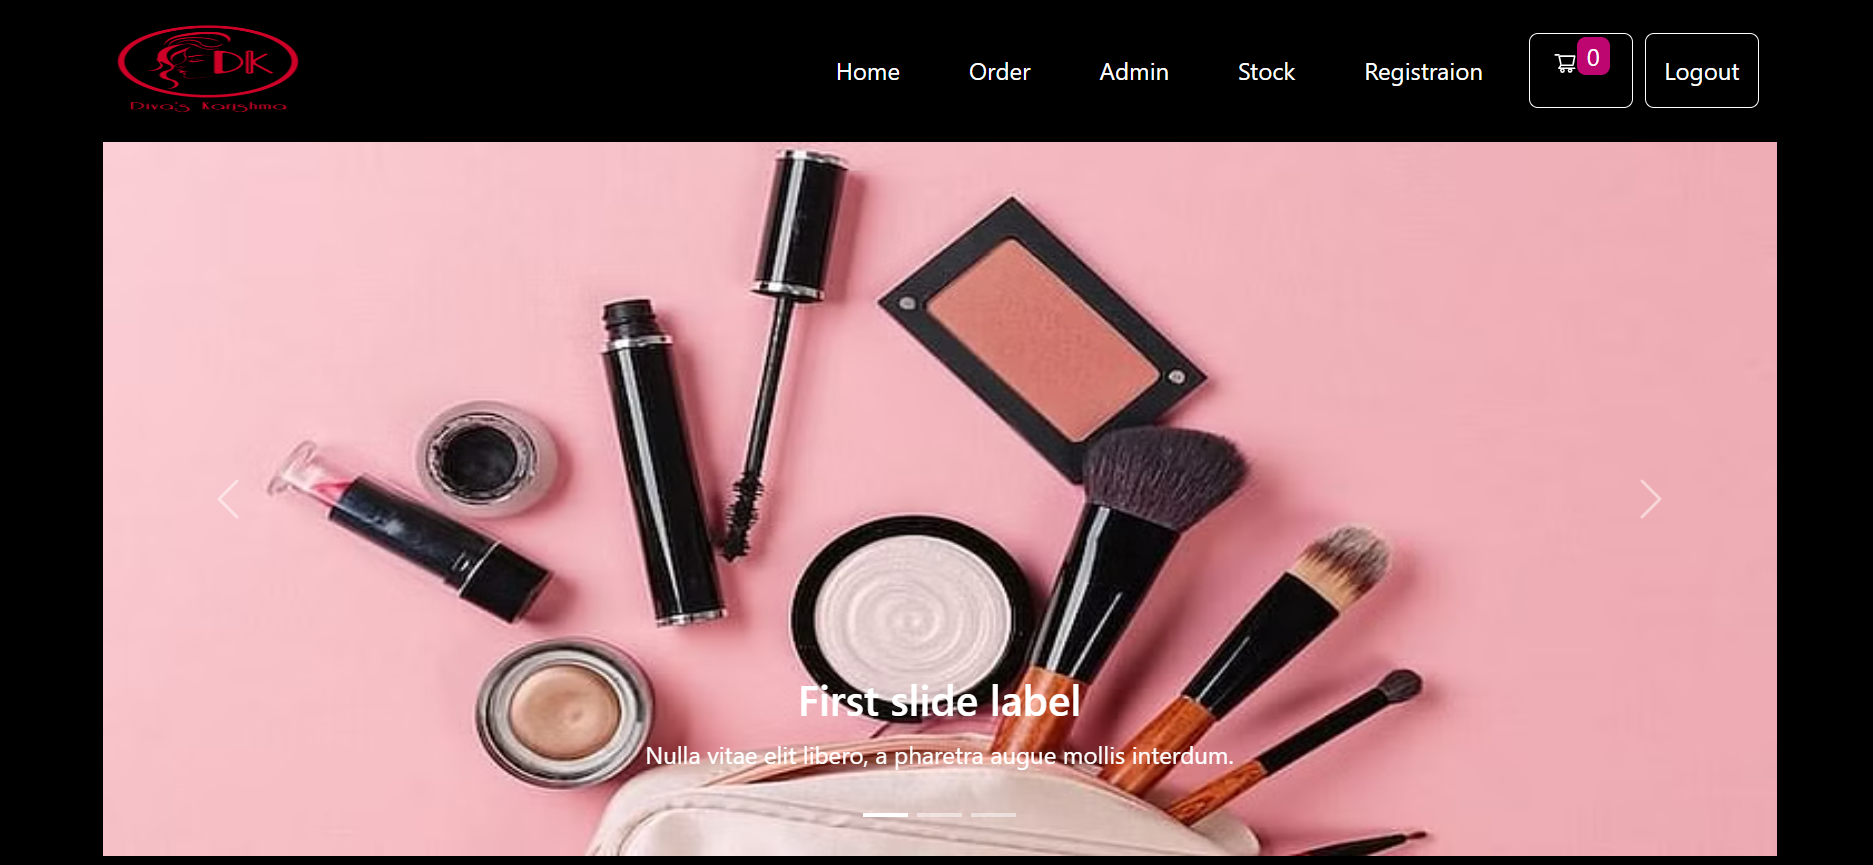 DK
Diva's Karishma
Home Order Admin Stock Registraion 0 Logout
First slide label
Nulla vitae elit libero, a pharetra augue mollis interdum.